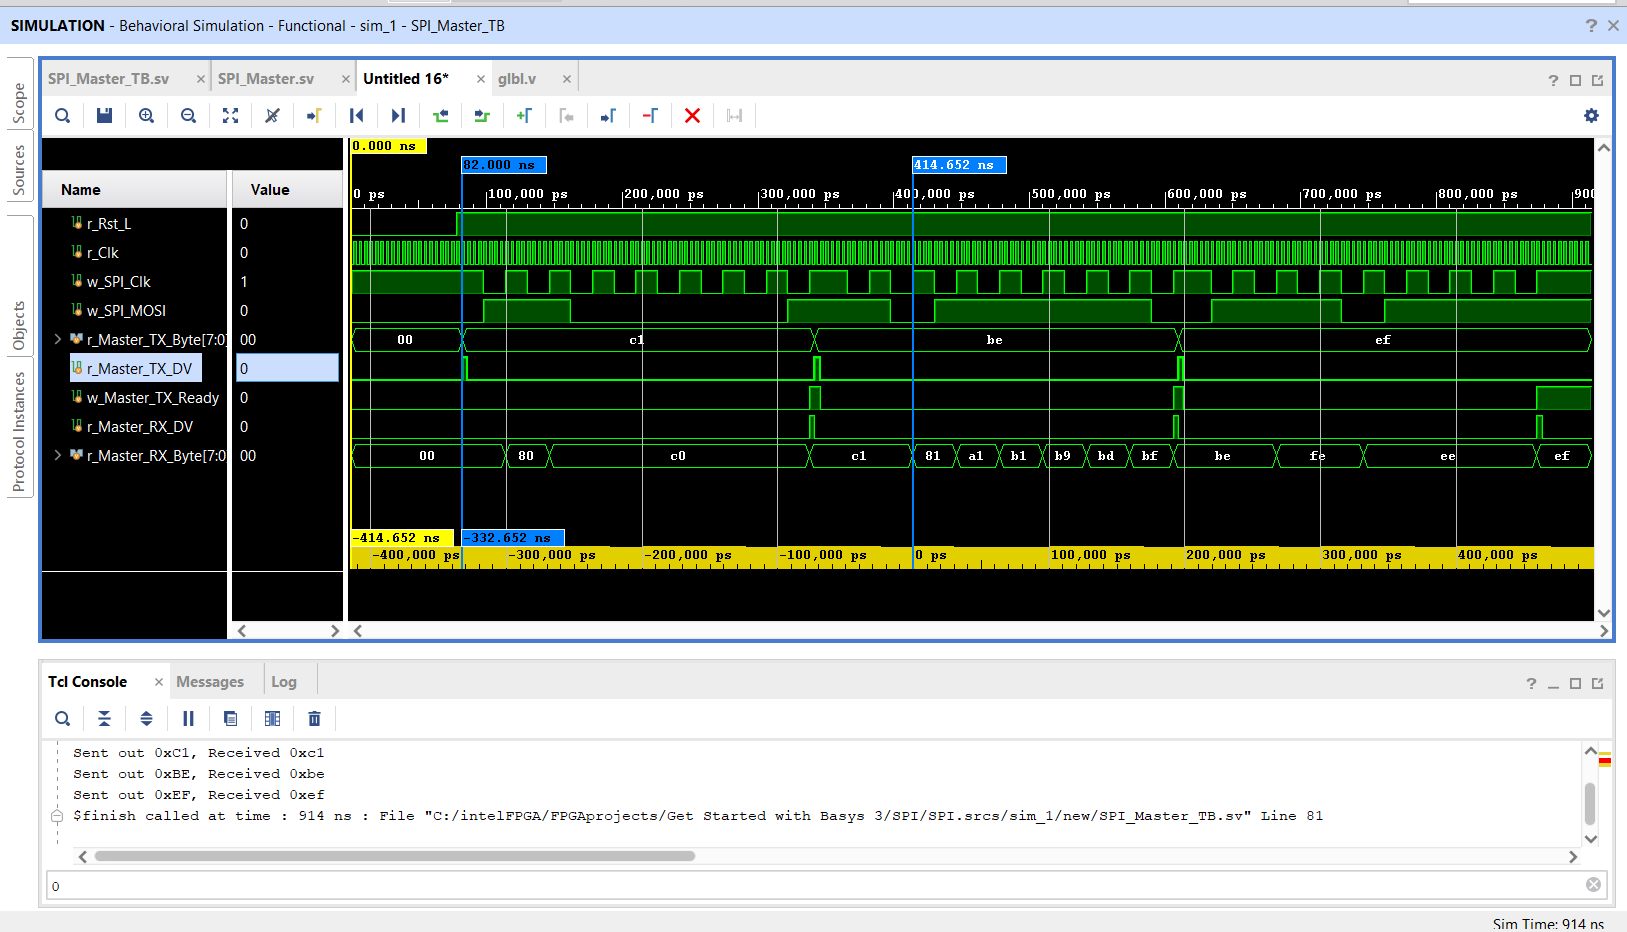 SIMULATION - Behavioral Simulation - Functional - sim_1 - SPI_Master_TB
Scope
Sources
Objects
Protocol Instances
SPI_Master_TB.sv
SPI_Master.sv
Untitled 16*
glbl.v
0.000 ns
82.000 ns
414.652 ns
0 ps
100,000 ps
200,000 ps
300,000 ps
400,000 ps
500,000 ps
600,000 ps
700,000 ps
800,000 ps
900
Name Value
r_Rst_L 0
r_Clk 0
w_SPI_Clk 1
w_SPI_MOSI 0
r_Master_TX_Byte[7:0] 00 00 c1 be ef
r_Master_TX_DV 0
w_Master_TX_Ready 0
r_Master_RX_DV 0
r_Master_RX_Byte[7:0 00 00 80 c0 c1 81 a1 b1 b9 bd bf be fe ee ef
-414.652 ns
-332.652 ns
-400,000 ps
-300,000 ps
-200,000 ps
-100,000 ps
0 ps
100,000 ps
200,000 ps
300,000 ps
400,000 ps
Tcl Console
Messages
Log
Sent out 0xC1, Received 0xc1
Sent out 0xBE, Received 0xbe
Sent out 0xEF, Received 0xef
$finish called at time : 914 ns : File "C:/intelFPGA/FPGAprojects/Get Started with Basys 3/SPI/SPI.srcs/sim_1/new/SPI_Master_TB.sv" Line 81
0
Sim Time: 914 ns